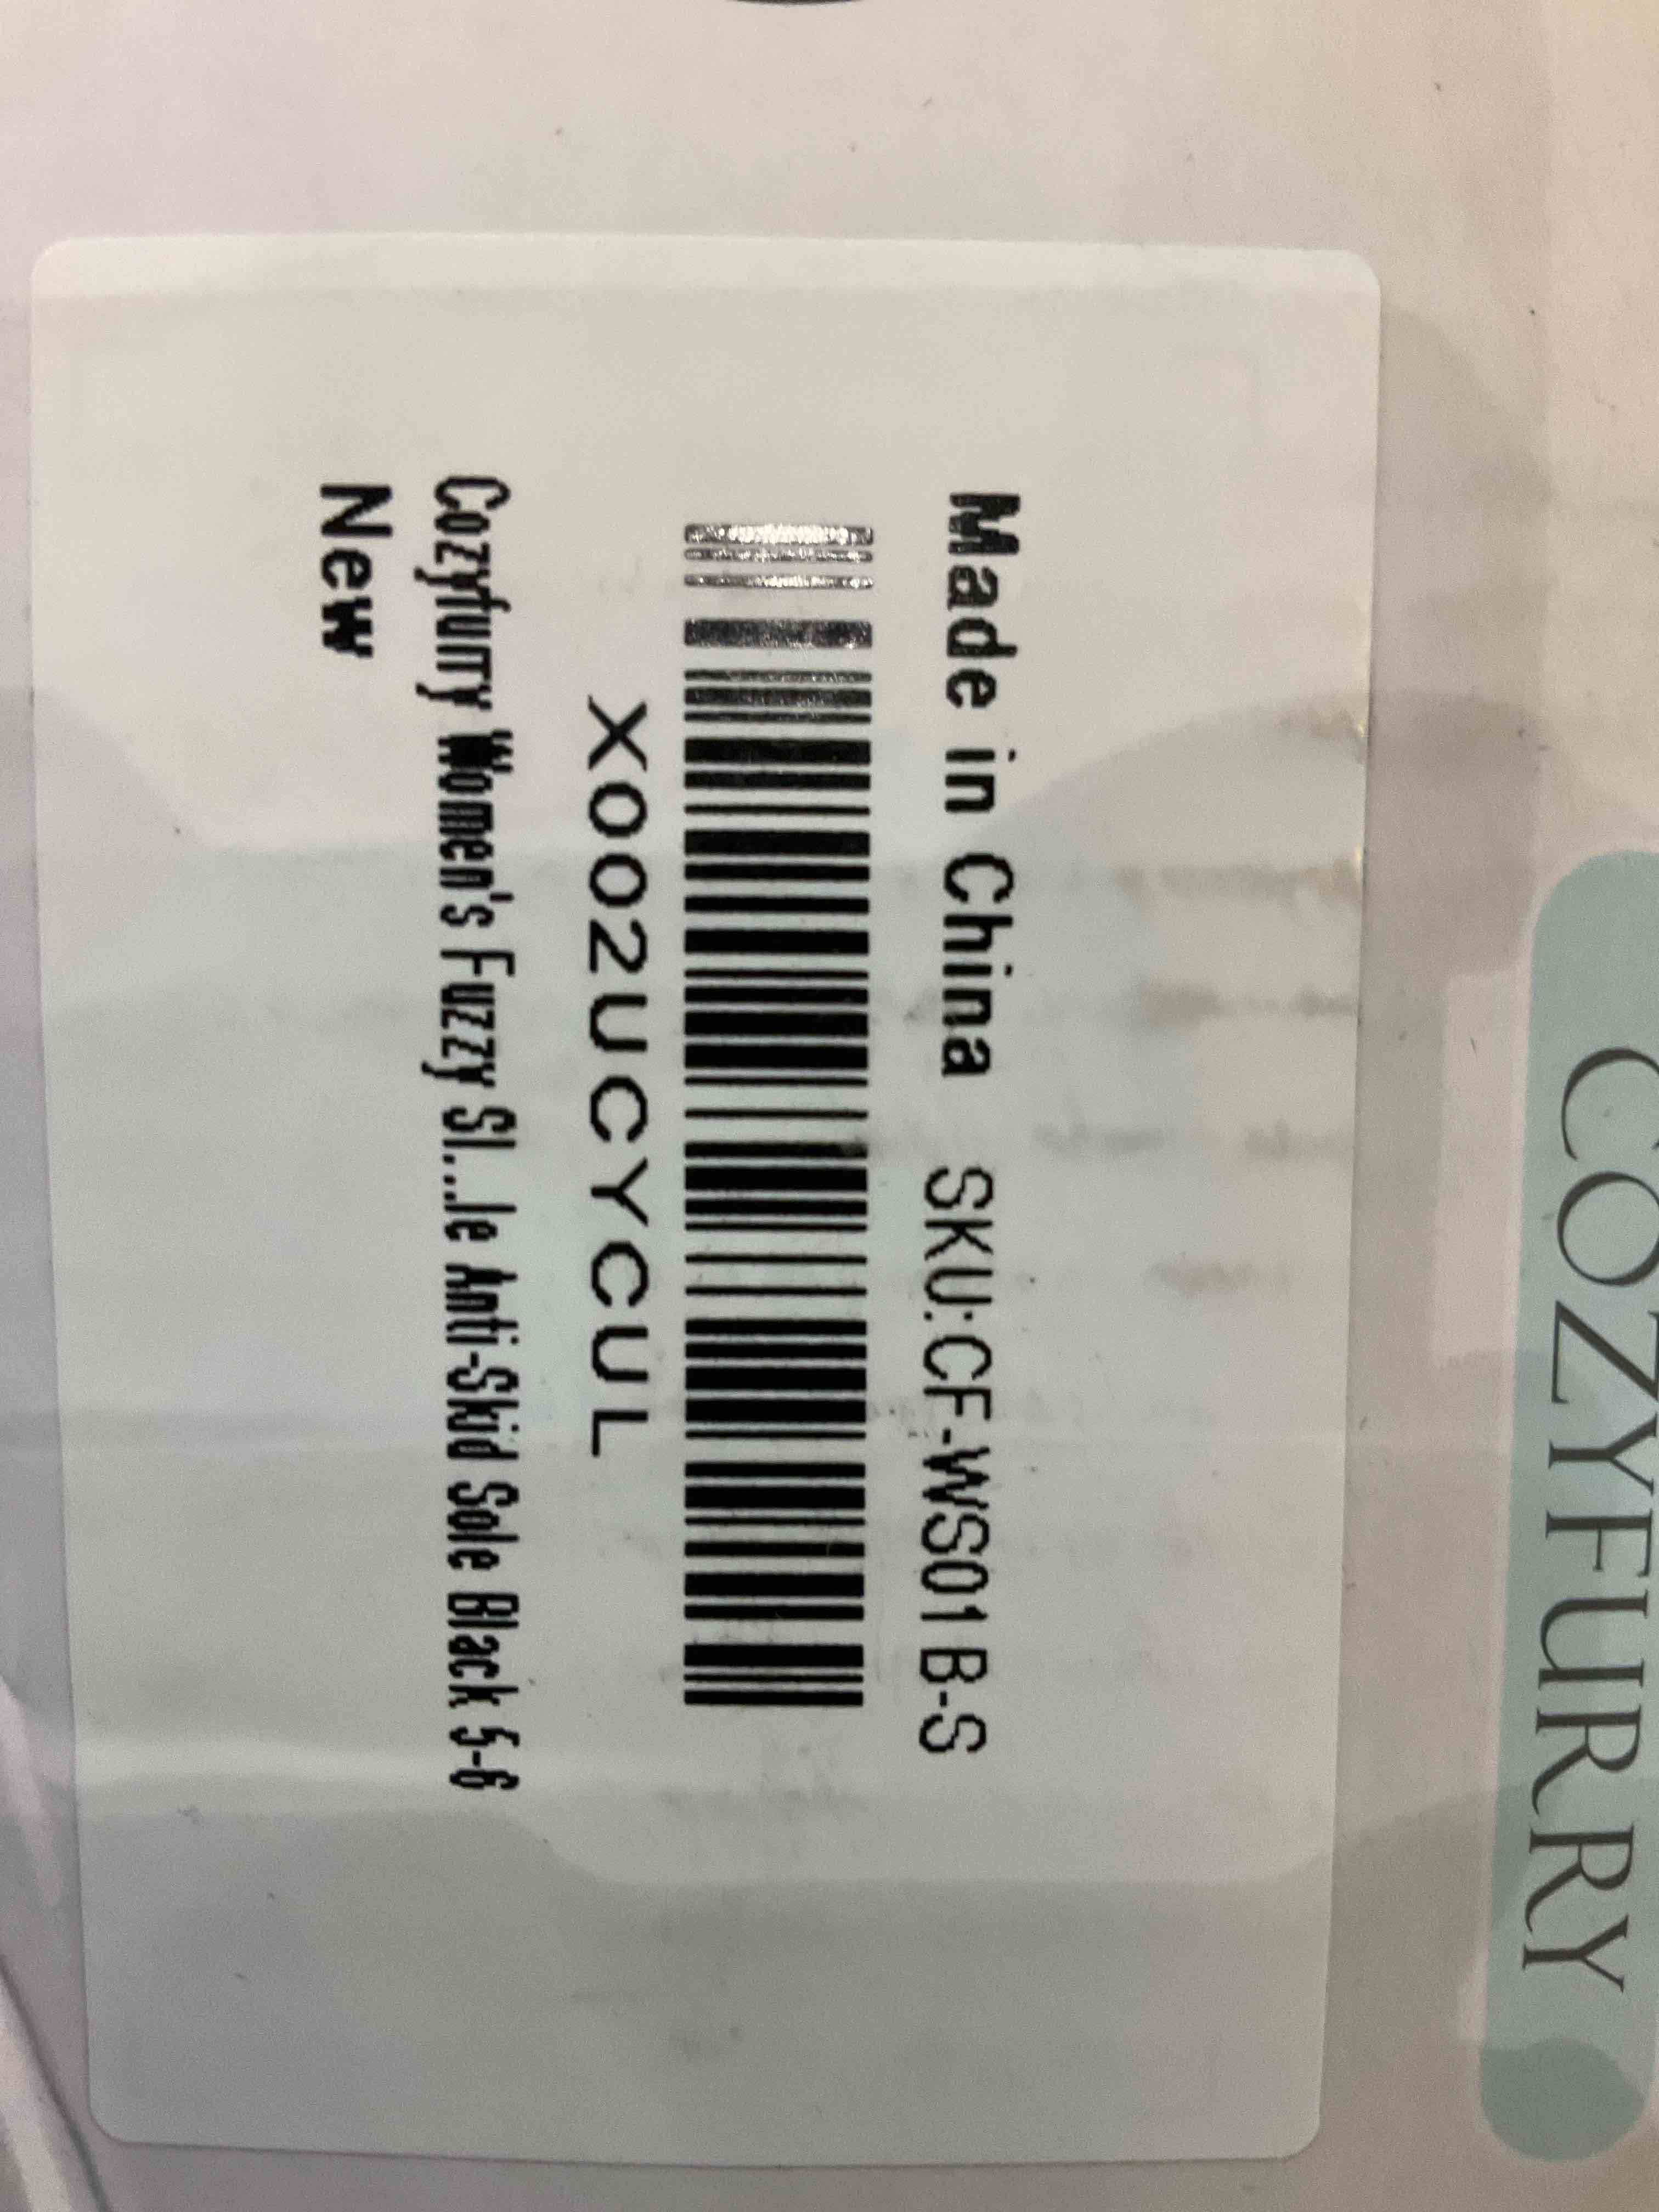 COZYFURRY
Made in China SKU:CF-WS01B-S
X002UCYCUL
Cozyfurry Women's Fuzzy Sl...le Anti-Skid Sole Black 5-6
New